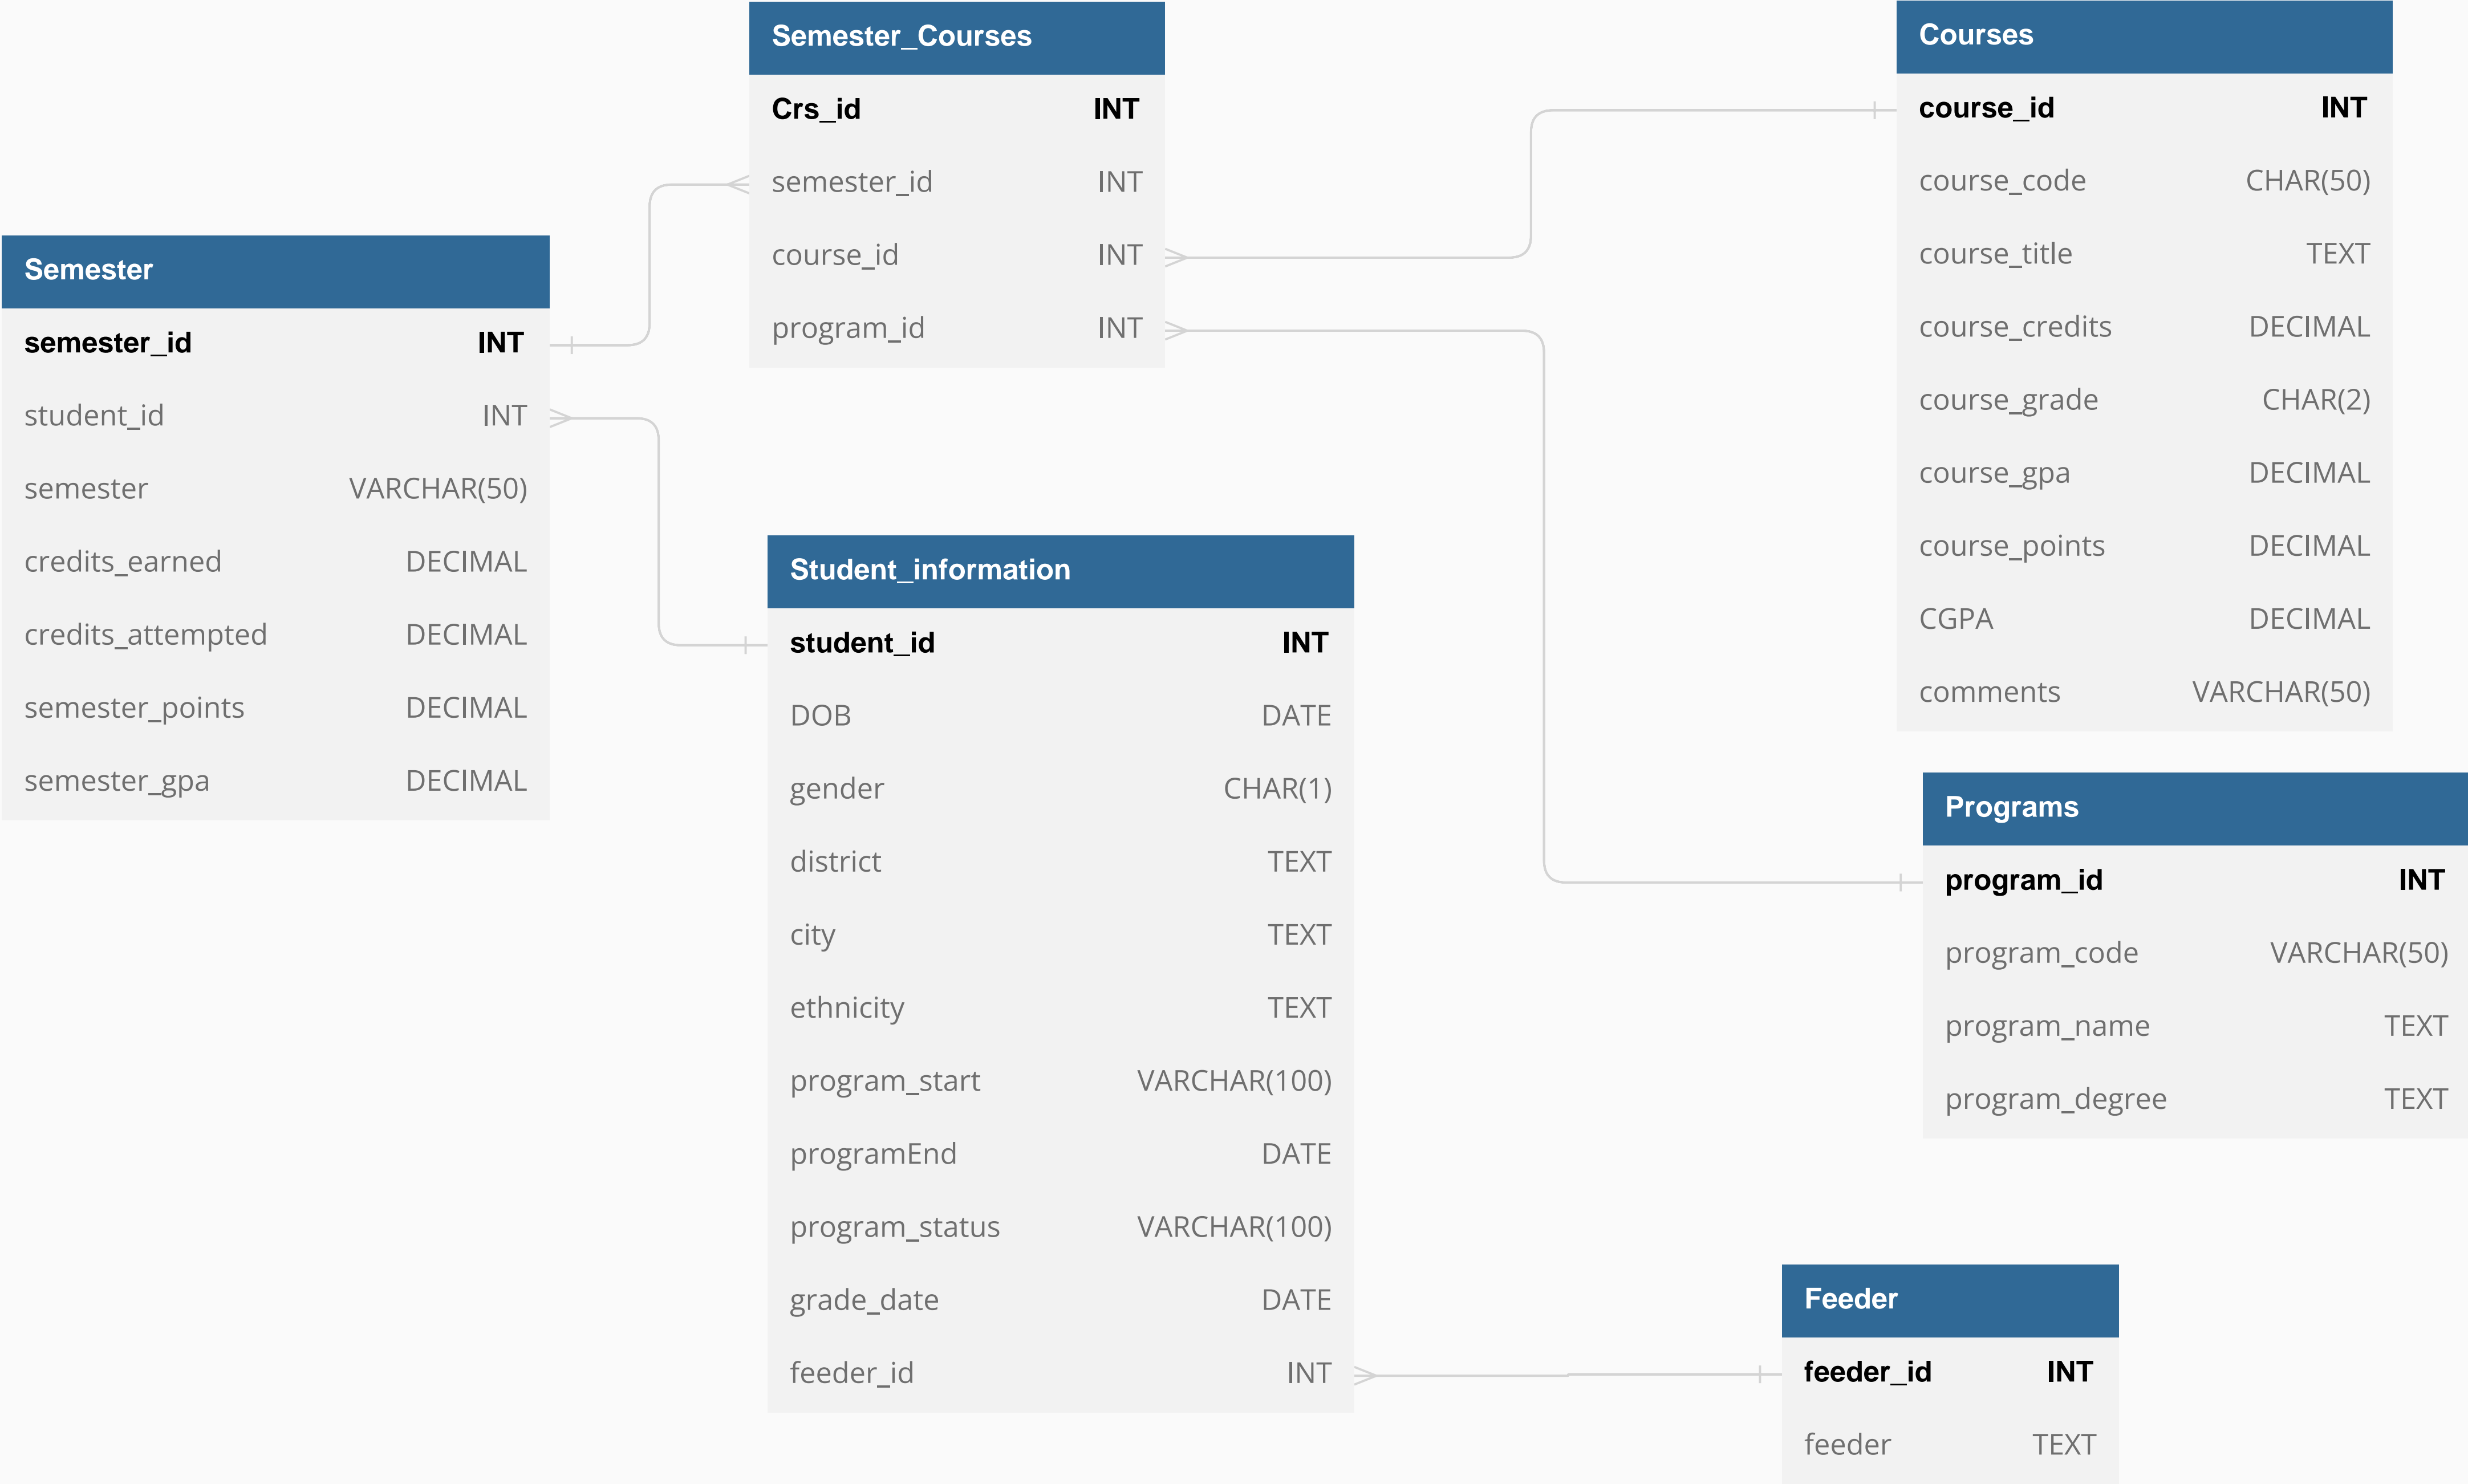 Semester_Courses
Crs_id INT
semester_id INT
course_id INT
program_id INT
Courses
course_id INT
course_code CHAR(50)
course_title TEXT
course_credits DECIMAL
course_grade CHAR(2)
course_gpa DECIMAL
course_points DECIMAL
CGPA DECIMAL
comments VARCHAR(50)
Semester
semester_id INT
student_id INT
semester VARCHAR(50)
credits_earned DECIMAL
credits_attempted DECIMAL
semester_points DECIMAL
semester_gpa DECIMAL
Student_information
student_id INT
DOB DATE
gender CHAR(1)
district TEXT
city TEXT
ethnicity TEXT
program_start VARCHAR(100)
programEnd DATE
program_status VARCHAR(100)
grade_date DATE
feeder_id INT
Programs
program_id INT
program_code VARCHAR(50)
program_name TEXT
program_degree TEXT
Feeder
feeder_id INT
feeder TEXT